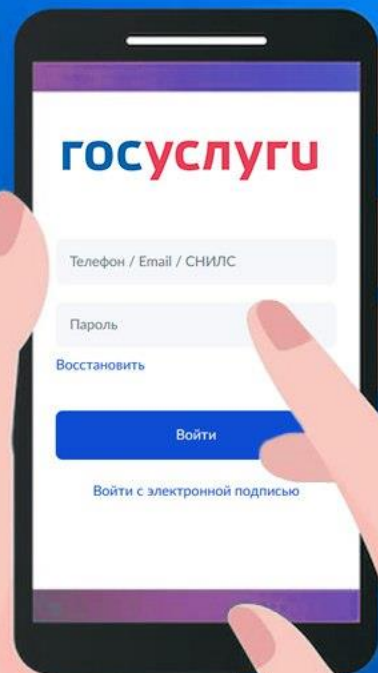 госуслуги
Телефон / Email / СНИЛС
Пароль
Восстановить
Войти
Войти с электронной подписью